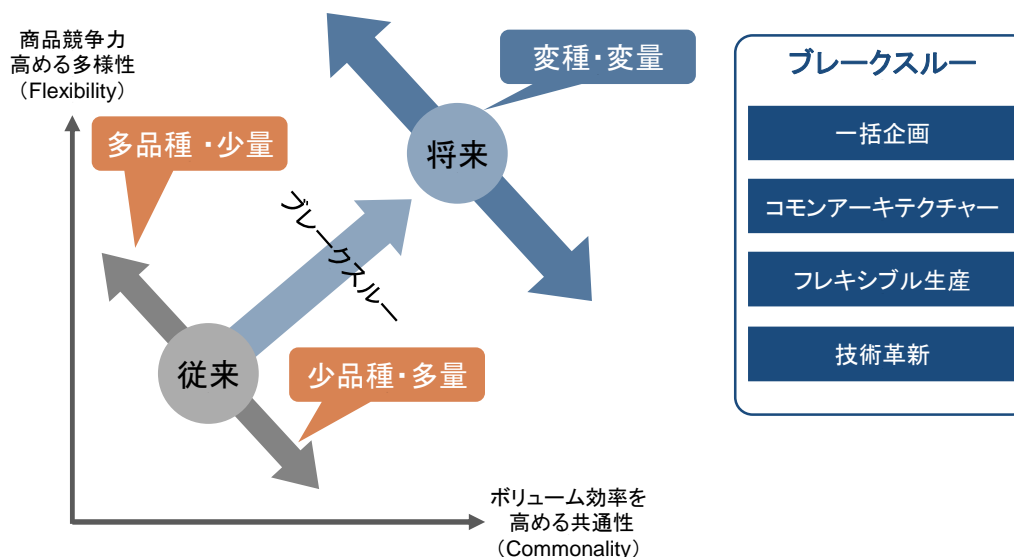 商品競争力
高める多様性
（Flexibility）
変種・変量
ブレークスルー
多品種・少量
将来
一括企画
コモンアーキテクチャー
ブレークスルー
フレキシブル生産
従来
少品種・多量
技術革新
ボリューム効率を
高める共通性
（Commonality）